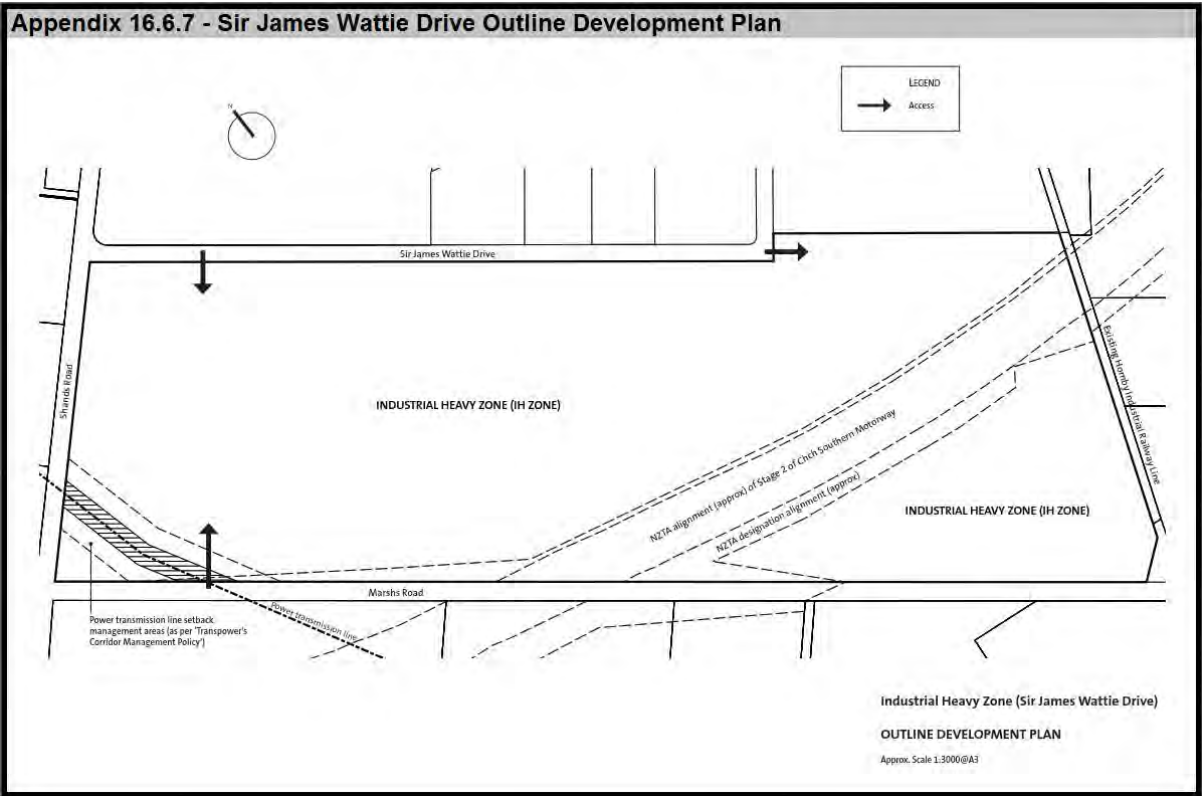 Appendix 16.6.7 - Sir James Wattie Drive Outline Development Plan
LEGEND
Access
N
Sir James Wattie Drive
Shands Road
INDUSTRIAL HEAVY ZONE (IH ZONE)
Existing Hornby Industrial Railway Line
NZTA alignment (approx) of Stage 2 of Chch Southern Motorway
NZTA designation alignment (approx)
INDUSTRIAL HEAVY ZONE (IH ZONE)
Marshs Road
Power transmission line
Power transmission line setback
management areas (as per 'Transpower's
Corridor Management Policy')
Industrial Heavy Zone (Sir James Wattie Drive)
OUTLINE DEVELOPMENT PLAN
Approx. Scale 1:3000@A3